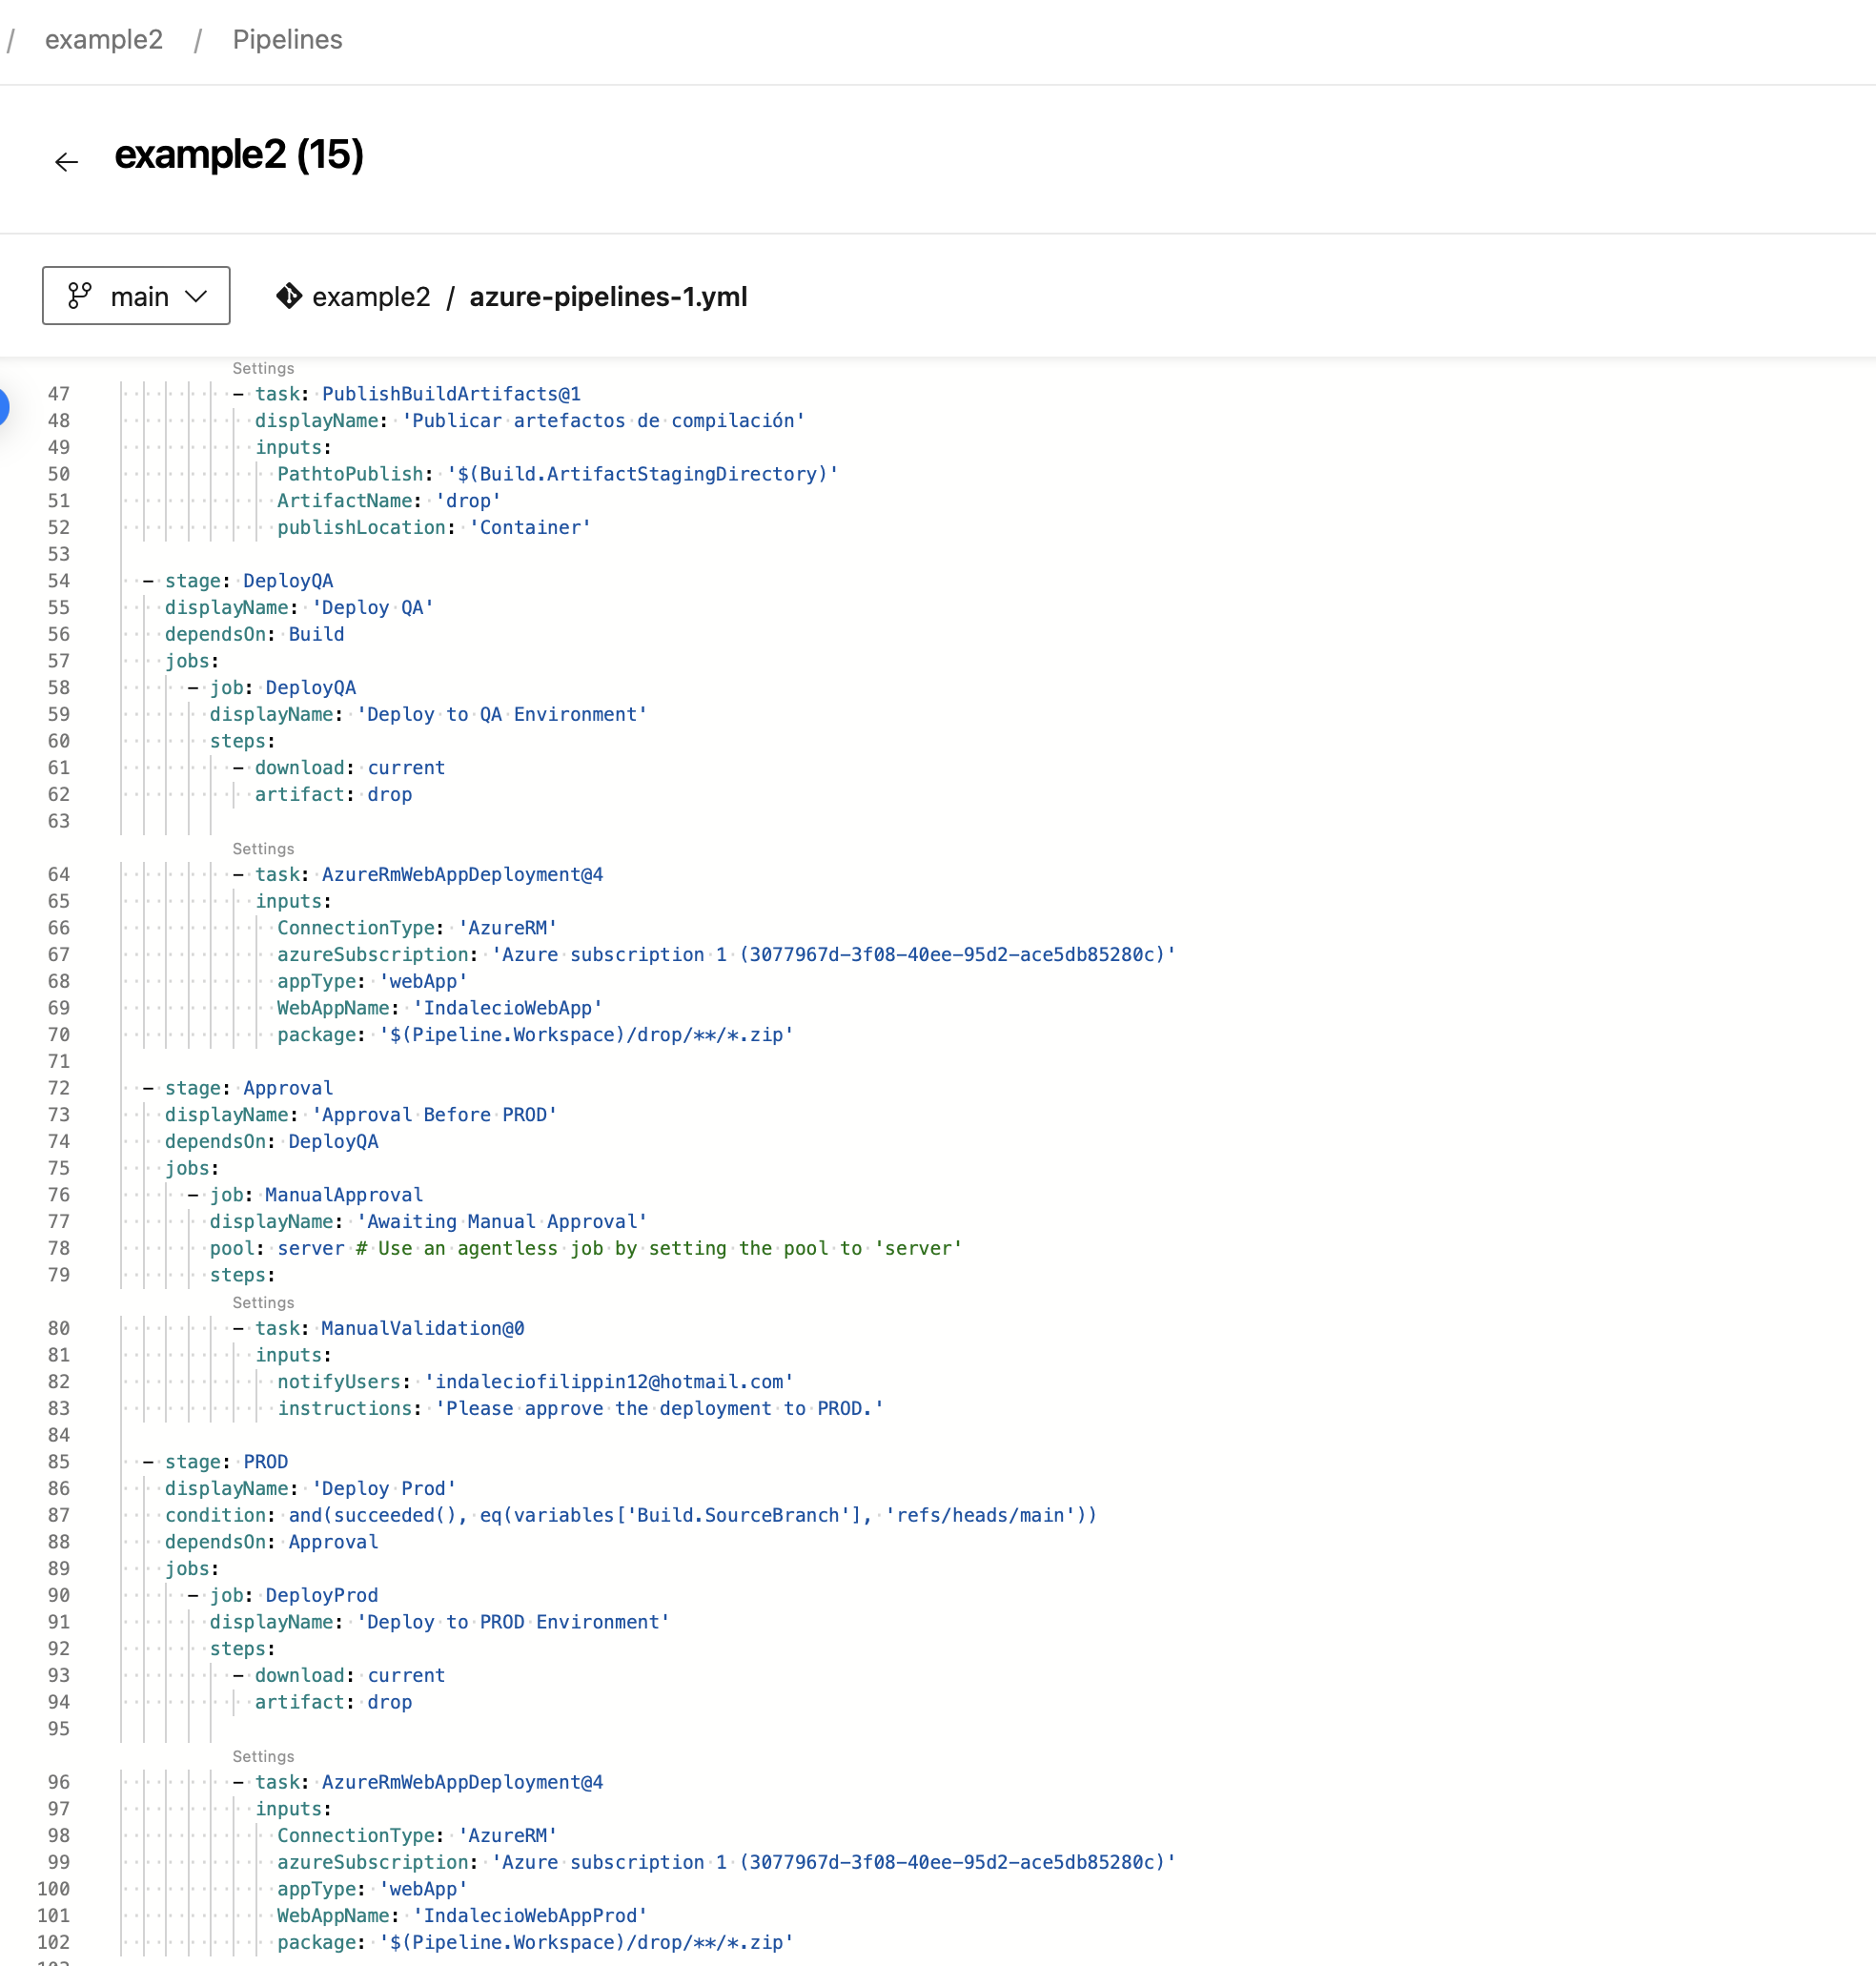 / example2 / Pipelines
← example2 (15)
main example2 / azure-pipelines-1.yml
Settings
47 - task: PublishBuildArtifacts@1
48 displayName: 'Publicar artefactos de compilación'
49 inputs:
50 PathtoPublish: '$(Build.ArtifactStagingDirectory)'
51 ArtifactName: 'drop'
52 publishLocation: 'Container'
53
54 - stage: DeployQA
55 displayName: 'Deploy QA'
56 dependsOn: Build
57 jobs:
58 - job: DeployQA
59 displayName: 'Deploy to QA Environment'
60 steps:
61 - download: current
62 artifact: drop
63
Settings
64 - task: AzureRmWebAppDeployment@4
65 inputs:
66 ConnectionType: 'AzureRM'
67 azureSubscription: 'Azure subscription 1 (3077967d-3f08-40ee-95d2-ace5db85280c)'
68 appType: 'webApp'
69 WebAppName: 'IndalecioWebApp'
70 package: '$(Pipeline.Workspace)/drop/**/*.zip'
71
72 - stage: Approval
73 displayName: 'Approval Before PROD'
74 dependsOn: DeployQA
75 jobs:
76 - job: ManualApproval
77 displayName: 'Awaiting Manual Approval'
78 pool: server # Use an agentless job by setting the pool to 'server'
79 steps:
Settings
80 - task: ManualValidation@0
81 inputs:
82 notifyUsers: 'indaleciofilippin12@hotmail.com'
83 instructions: 'Please approve the deployment to PROD.'
84
85 - stage: PROD
86 displayName: 'Deploy Prod'
87 condition: and(succeeded(), eq(variables['Build.SourceBranch'], 'refs/heads/main'))
88 dependsOn: Approval
89 jobs:
90 - job: DeployProd
91 displayName: 'Deploy to PROD Environment'
92 steps:
93 - download: current
94 artifact: drop
95
Settings
96 - task: AzureRmWebAppDeployment@4
97 inputs:
98 ConnectionType: 'AzureRM'
99 azureSubscription: 'Azure subscription 1 (3077967d-3f08-40ee-95d2-ace5db85280c)'
100 appType: 'webApp'
101 WebAppName: 'IndalecioWebAppProd'
102 package: '$(Pipeline.Workspace)/drop/**/*.zip'